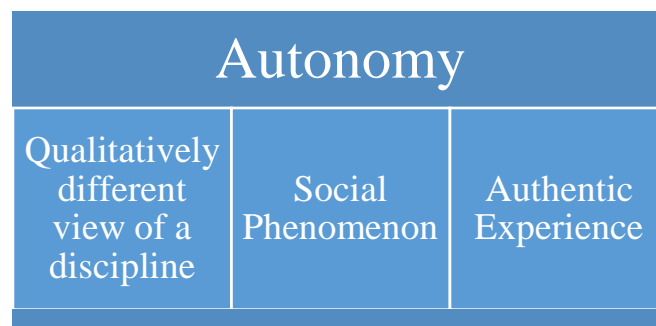 Autonomy
Qualitatively
different
view of a
discipline
Social
Phenomenon
Authentic
Experience